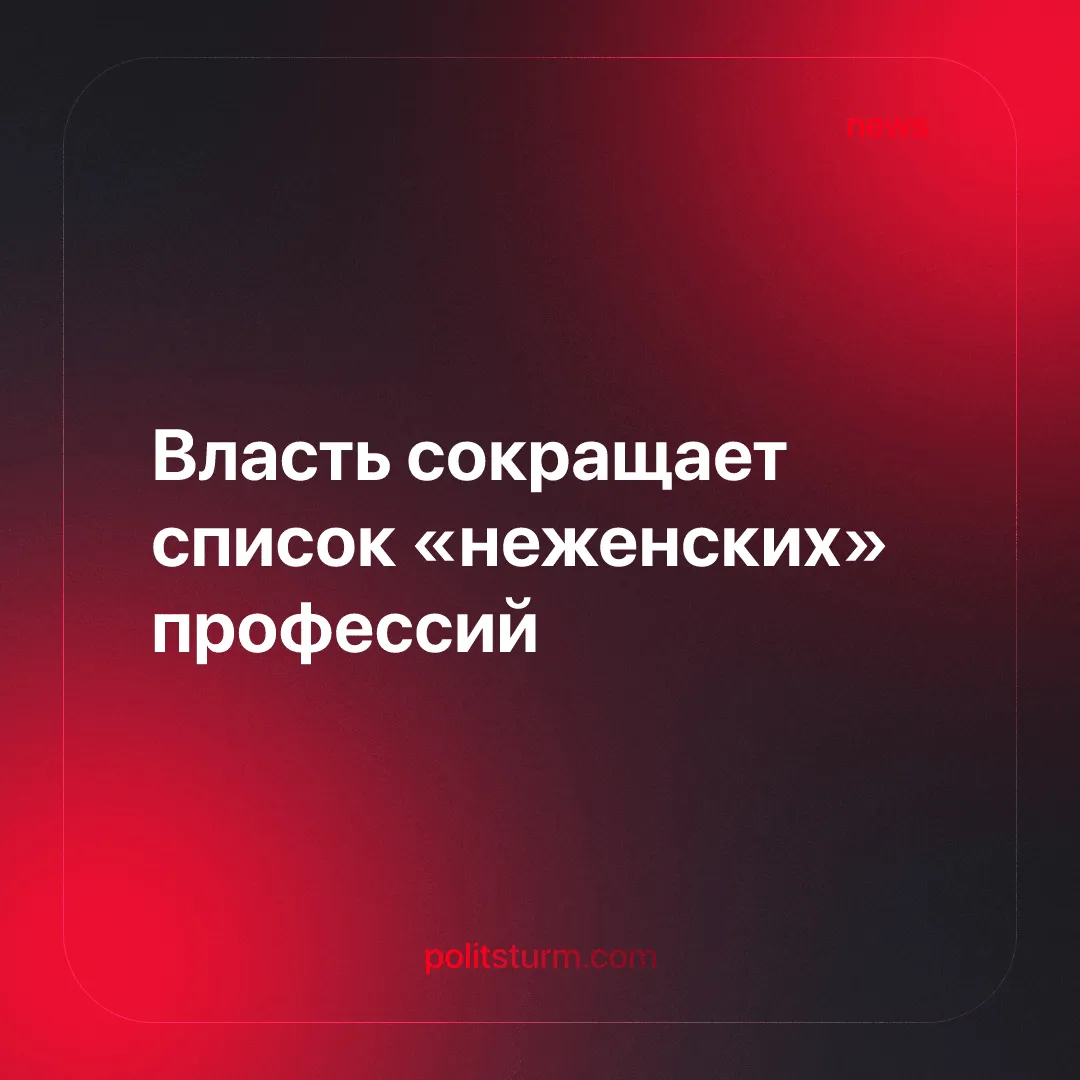 news
Власть сокращает
список «неженских»
профессий
politsturm.com